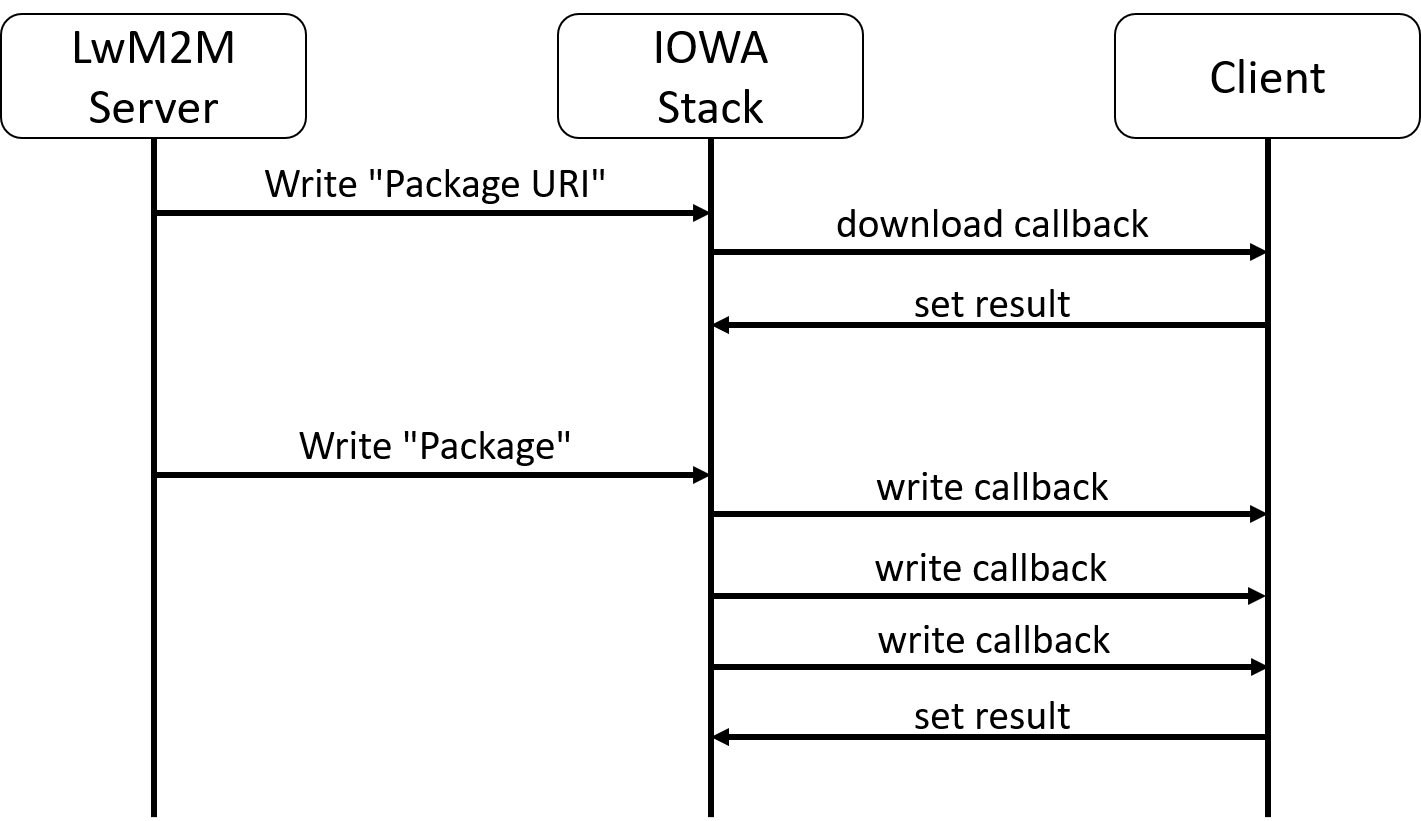 LwM2M
Server
IOWA
Stack
Client
Write "Package URI"
download callback
set result
Write "Package"
write callback
write callback
write callback
set result